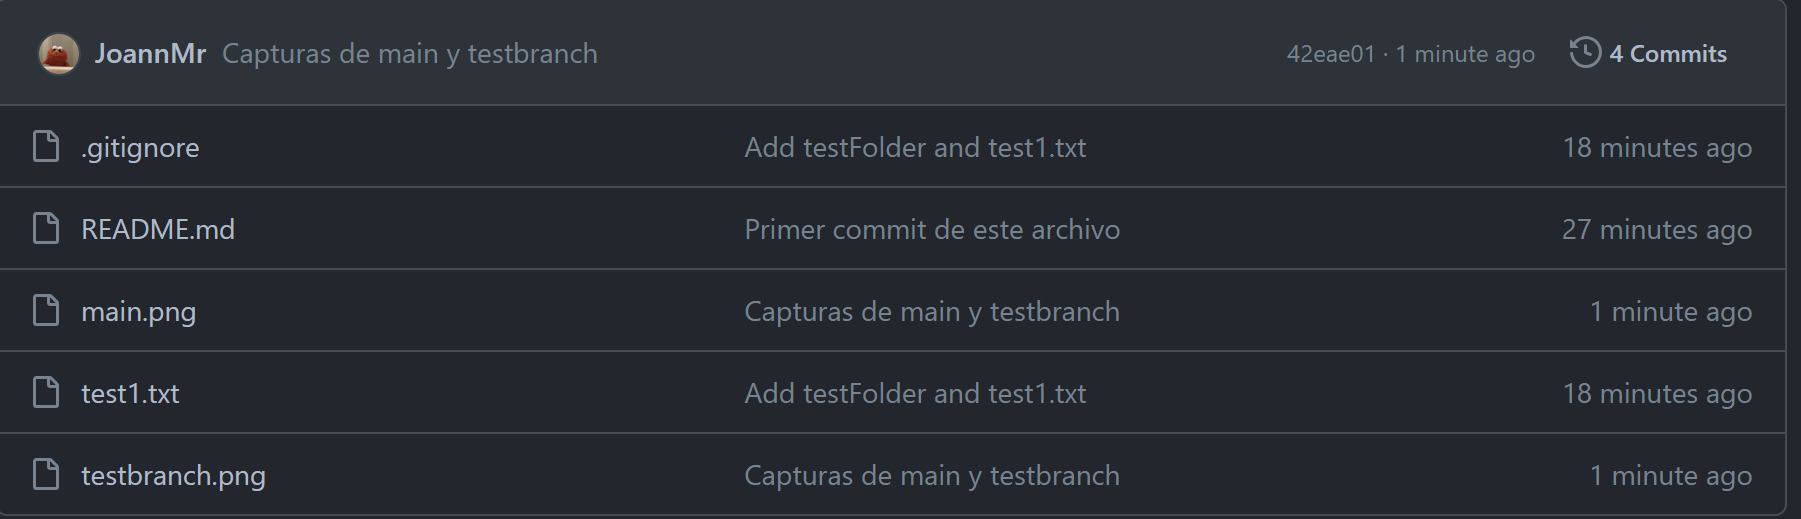 JoannMr Capturas de main y testbranch 42eae01 · 1 minute ago 4 Commits
.gitignore Add testFolder and test1.txt 18 minutes ago
README.md Primer commit de este archivo 27 minutes ago
main.png Capturas de main y testbranch 1 minute ago
test1.txt Add testFolder and test1.txt 18 minutes ago
testbranch.png Capturas de main y testbranch 1 minute ago